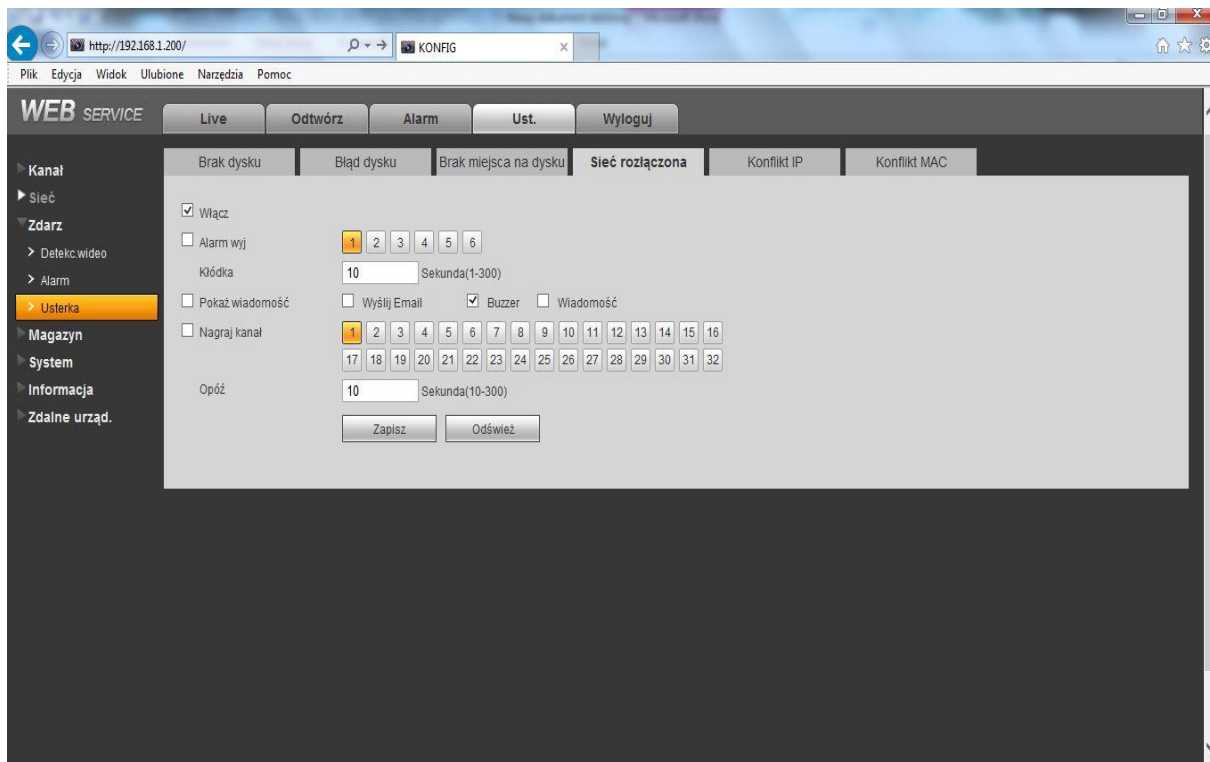 http://192.168.1.200/
KONFIG
Plik Edycja Widok Ulubione Narzędzia Pomoc
WEB SERVICE
Live Odtwórz Alarm Ust. Wyloguj
Brak dysku Błąd dysku Brak miejsca na dysku Sieć rozłączona Konflikt IP Konflikt MAC
Kanał
Sieć
Zdarz
Detekc.wideo
Alarm
Usterka
Magazyn
System
Informacja
Zdalne urząd.
Włącz
Alarm wyj 1 2 3 4 5 6
Kłódka 10 Sekunda(1-300)
Pokaż wiadomość Wyślij Email Buzzer Wiadomość
Nagraj kanał 1 2 3 4 5 6 7 8 9 10 11 12 13 14 15 16
17 18 19 20 21 22 23 24 25 26 27 28 29 30 31 32
Opóź 10 Sekunda(10-300)
Zapisz Odśwież